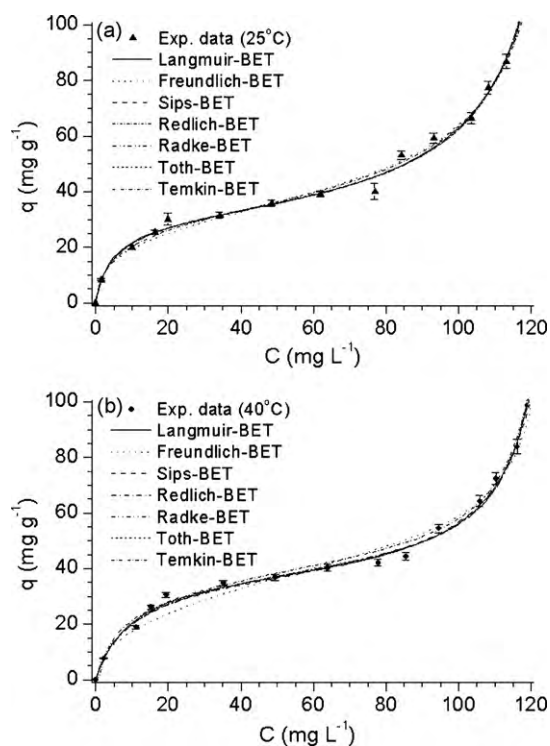 (a)
Exp. data (25°C)
Langmuir-BET
Freundlich-BET
Sips-BET
Redlich-BET
Radke-BET
Toth-BET
Temkin-BET
100
80
60
40
20
0
q (mg g⁻¹)
0 20 40 60 80 100 120
C (mg L⁻¹)
(b)
Exp. data (40°C)
Langmuir-BET
Freundlich-BET
Sips-BET
Redlich-BET
Radke-BET
Toth-BET
Temkin-BET
100
80
60
40
20
0
q (mg g⁻¹)
0 20 40 60 80 100 120
C (mg L⁻¹)